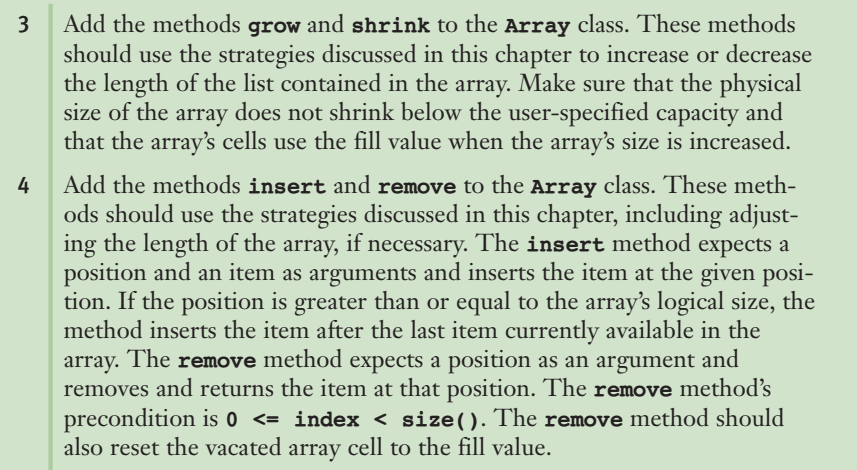 3 Add the methods grow and shrink to the Array class. These methods
should use the strategies discussed in this chapter to increase or decrease
the length of the list contained in the array. Make sure that the physical
size of the array does not shrink below the user-specified capacity and
that the array's cells use the fill value when the array's size is increased.
4 Add the methods insert and remove to the Array class. These meth-
ods should use the strategies discussed in this chapter, including adjust-
ing the length of the array, if necessary. The insert method expects a
position and an item as arguments and inserts the item at the given posi-
tion. If the position is greater than or equal to the array's logical size, the
method inserts the item after the last item currently available in the
array. The remove method expects a position as an argument and
removes and returns the item at that position. The remove method's
precondition is 0 <= index < size(). The remove method should
also reset the vacated array cell to the fill value.